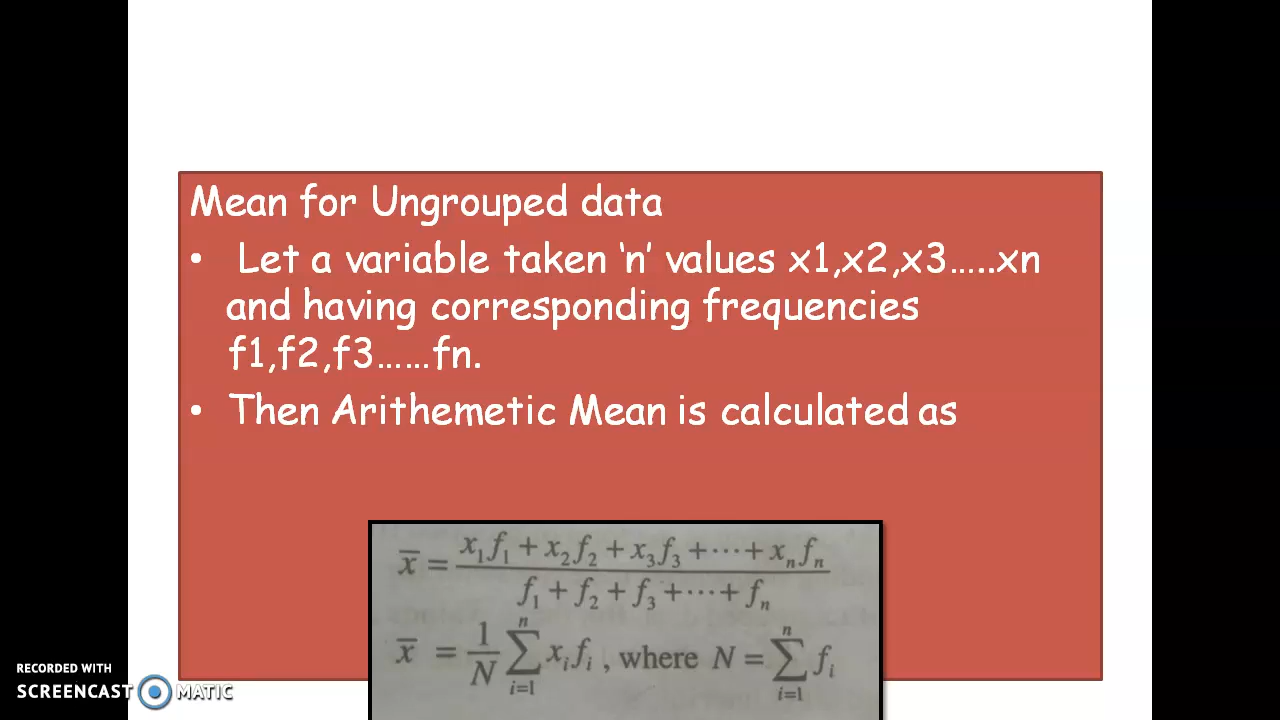 Mean for Ungrouped data
• Let a variable taken ‘n’ values x1,x2,x3…..xn
and having corresponding frequencies
f1,f2,f3……fn.
• Then Arithemetic Mean is calculated as
x̄ = (x₁f₁ + x₂f₂ + x₃f₃ + ⋯ + xₙfₙ) / (f₁ + f₂ + f₃ + ⋯ + fₙ)
x̄ = 1/N ∑ᵢ₌₁ⁿ xᵢfᵢ , where N = ∑ᵢ₌₁ⁿ fᵢ
RECORDED WITH
SCREENCAST MATIC